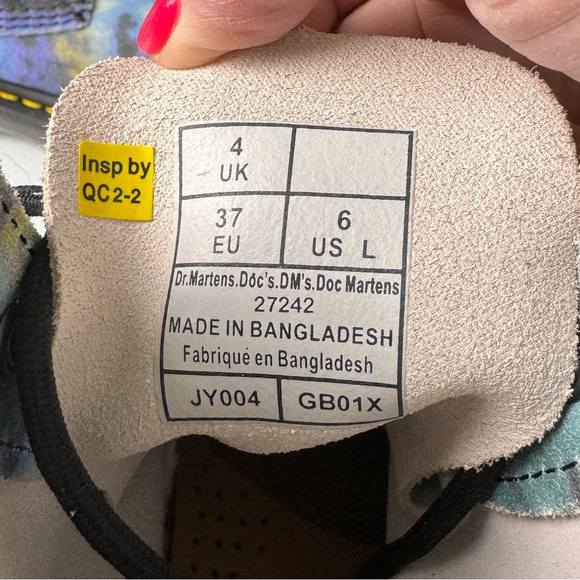 Insp by
QC2-2
4
UK
37
EU
6
US L
Dr.Martens.Dóc's.DM's.Doc Martens
27242
MADE IN BANGLADESH
Fabriqué en Bangladesh
JY004
GB01X